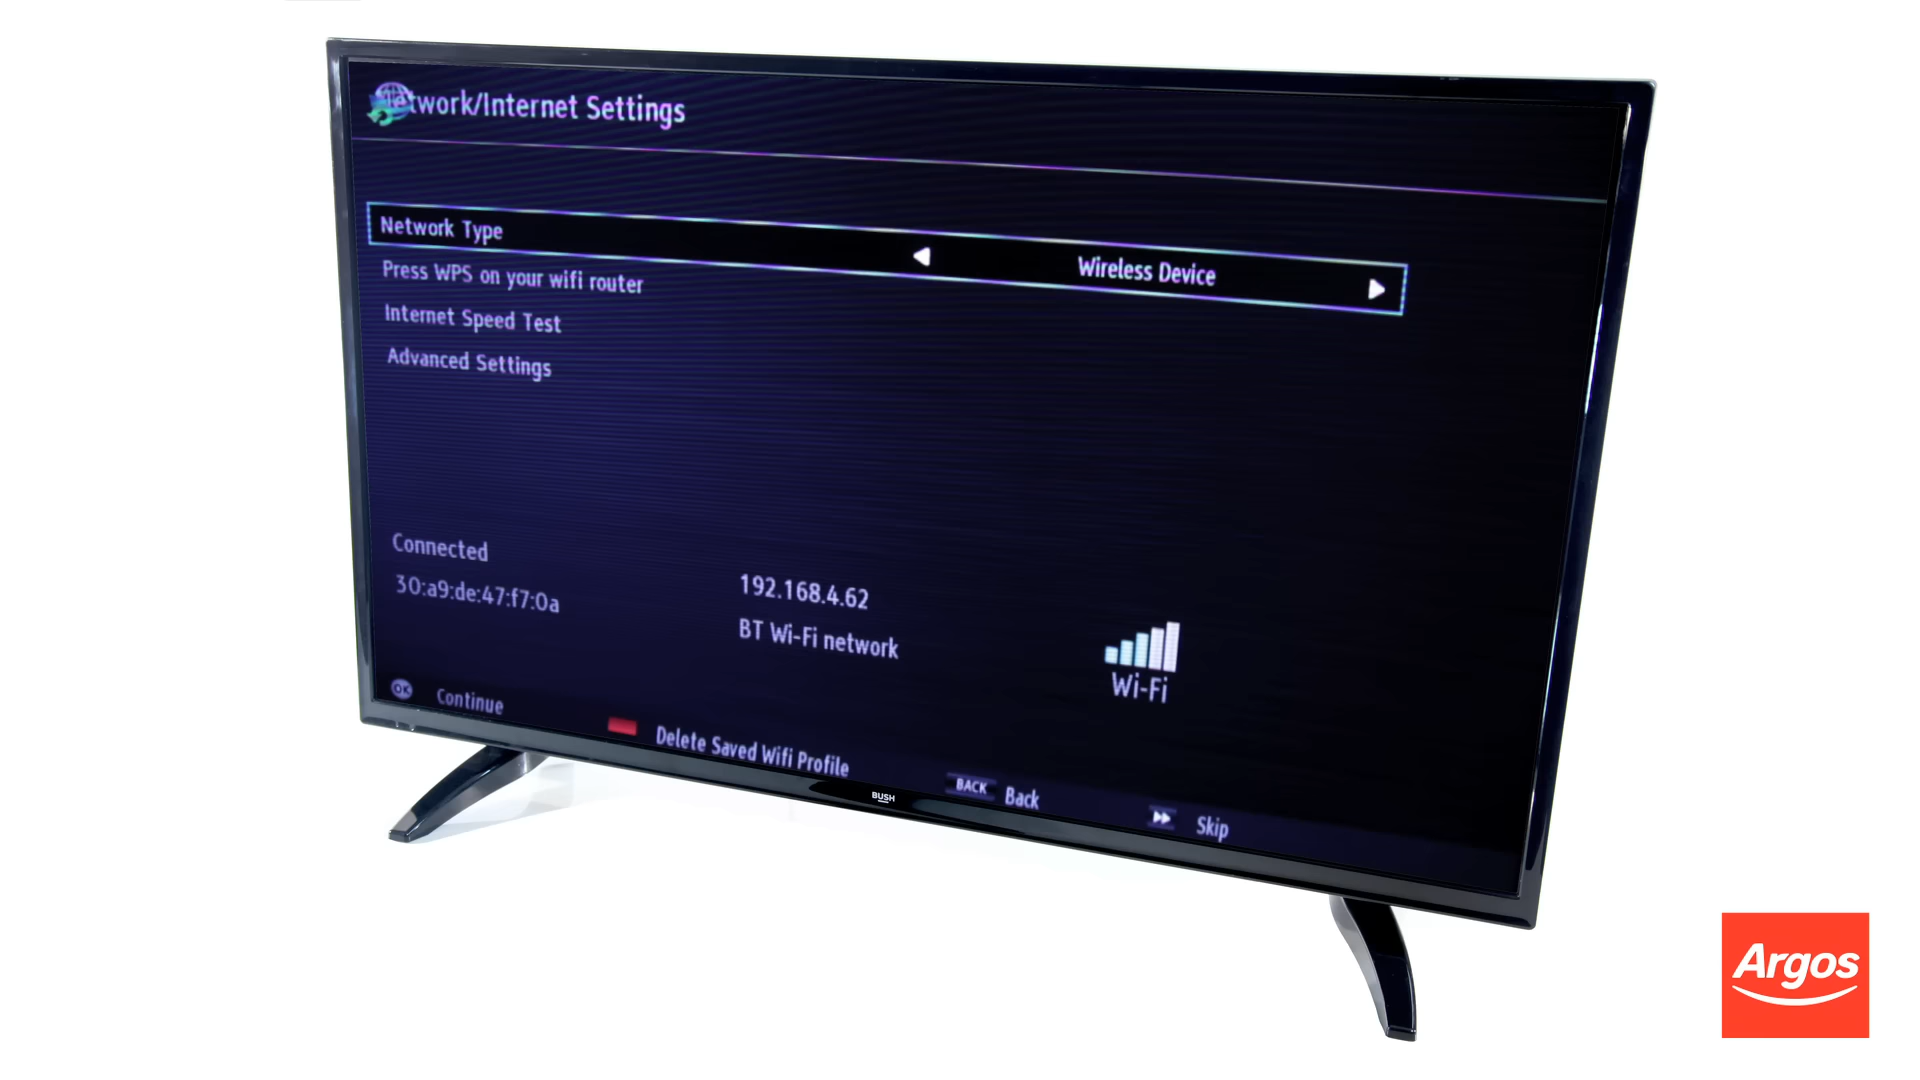 Network/Internet Settings
Network Type
Wireless Device
Press WPS on your wifi router
Internet Speed Test
Advanced Settings
Connected
30:a9:de:47:f7:0a
192.168.4.62
BT Wi-Fi network
Wi-Fi
OK Continue
Delete Saved Wifi Profile
BACK Back
Skip
BUSH
Argos